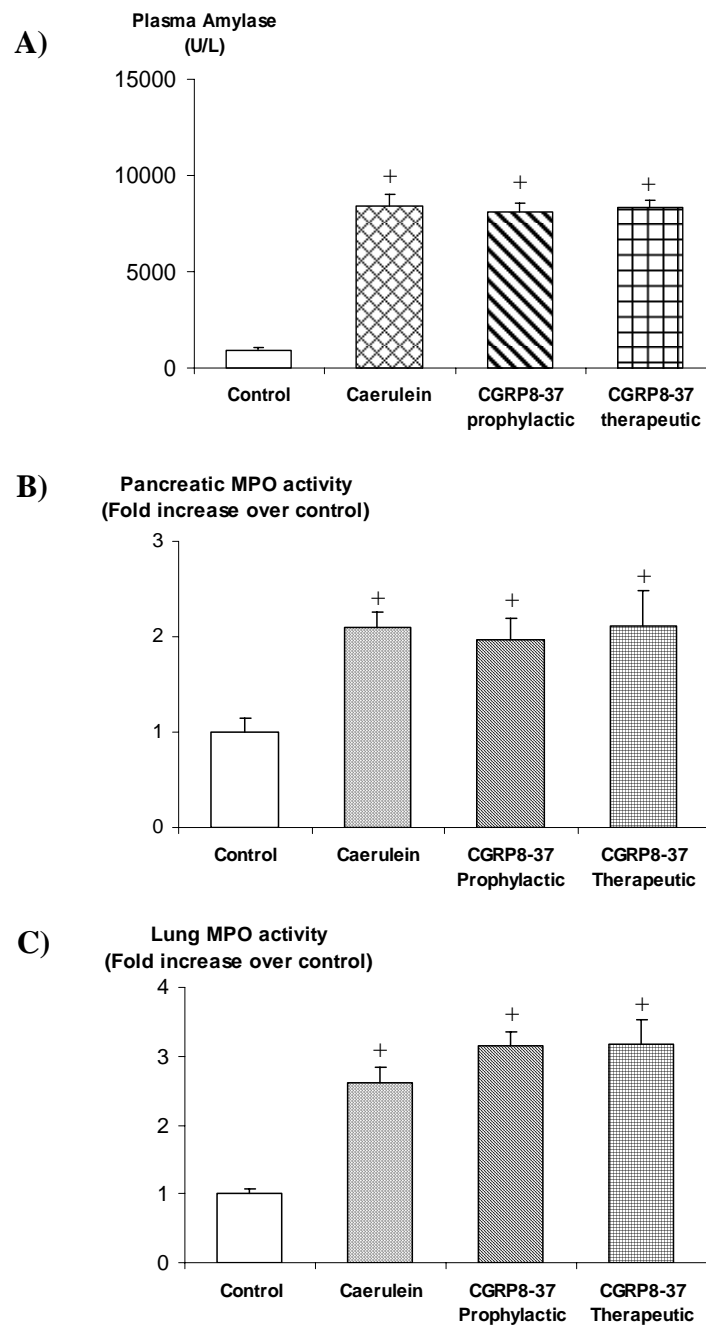 A)
Plasma Amylase
(U/L)
15000
10000
5000
0
+
+
+
Control
Caerulein
CGRP8-37
prophylactic
CGRP8-37
therapeutic
B)
Pancreatic MPO activity
(Fold increase over control)
3
2
1
0
+
+
+
Control
Caerulein
CGRP8-37
Prophylactic
CGRP8-37
Therapeutic
C)
Lung MPO activity
(Fold increase over control)
4
3
2
1
0
+
+
+
Control
Caerulein
CGRP8-37
Prophylactic
CGRP8-37
Therapeutic